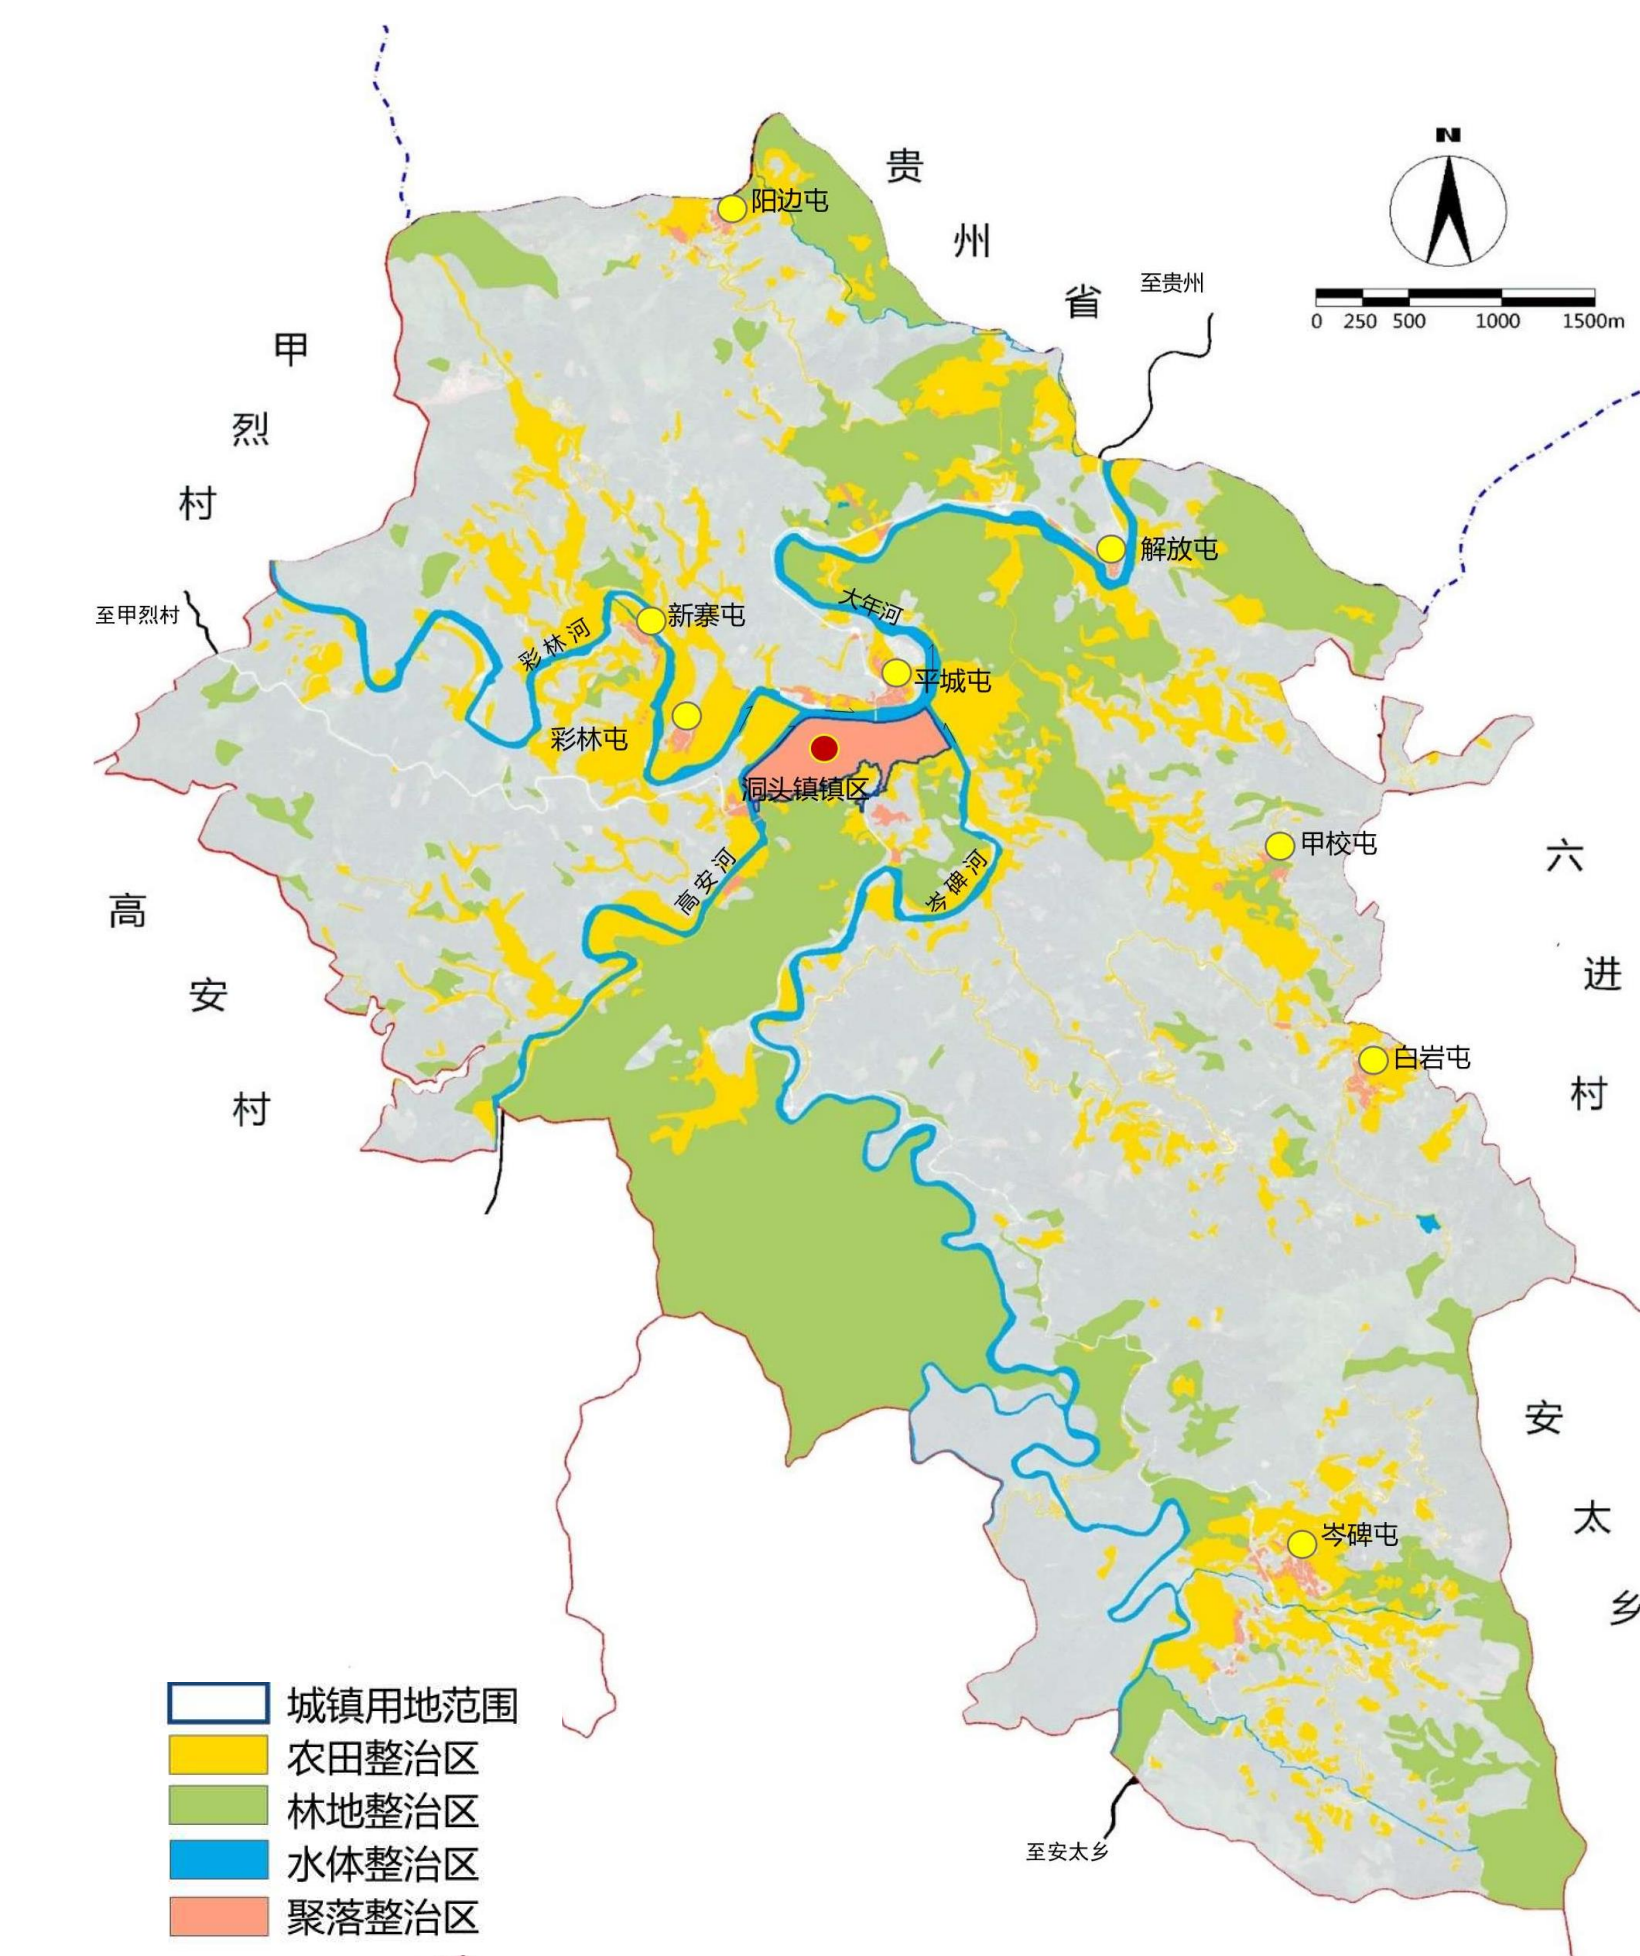 N
0 250 500 1000 1500m
贵
州
省
至贵州
阳边屯
甲
烈
村
至甲烈村
解放屯
大年河
新寨屯
彩林河
平城屯
彩林屯
洞头镇镇区
甲校屯
高安河
岑碑河
高
安
村
六
进
村
白岩屯
安
太
乡
岑碑屯
至安太乡
城镇用地范围
农田整治区
林地整治区
水体整治区
聚落整治区